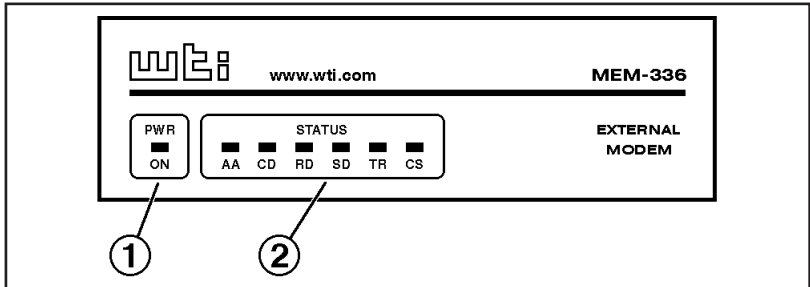 wti
www.wti.com
MEM-336
PWR
ON
STATUS
AA CD RD SD TR CS
EXTERNAL
MODEM
1
2